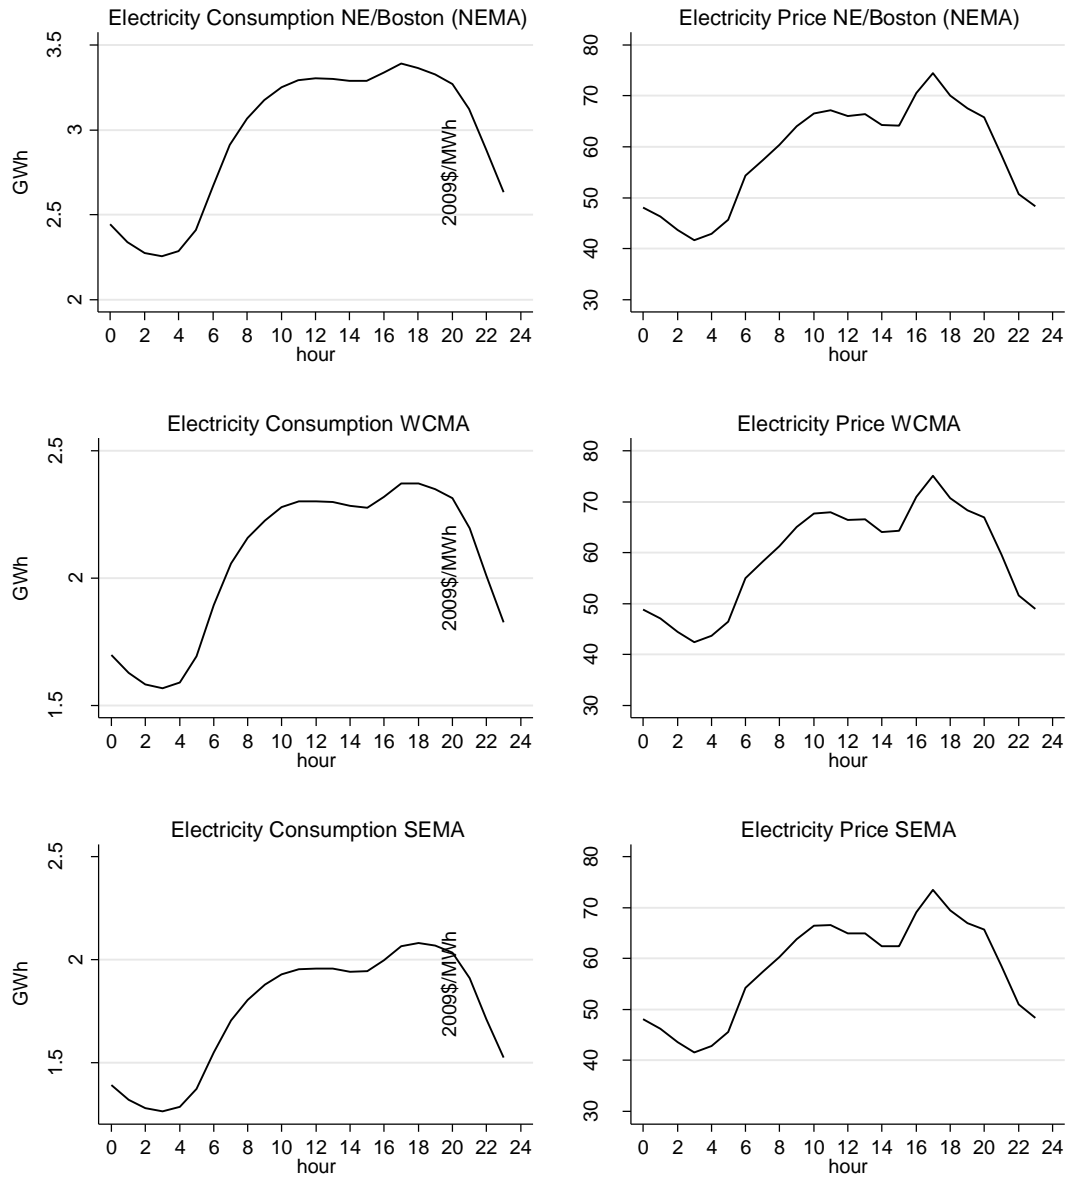 Electricity Consumption NE/Boston (NEMA)
GWh
3.5
3
2.5
2
0 2 4 6 8 10 12 14 16 18 20 22 24
hour
Electricity Price NE/Boston (NEMA)
2009$/MWh
80
70
60
50
40
30
0 2 4 6 8 10 12 14 16 18 20 22 24
hour
Electricity Consumption WCMA
GWh
2.5
2
1.5
0 2 4 6 8 10 12 14 16 18 20 22 24
hour
Electricity Price WCMA
2009$/MWh
80
70
60
50
40
30
0 2 4 6 8 10 12 14 16 18 20 22 24
hour
Electricity Consumption SEMA
GWh
2.5
2
1.5
0 2 4 6 8 10 12 14 16 18 20 22 24
hour
Electricity Price SEMA
2009$/MWh
80
70
60
50
40
30
0 2 4 6 8 10 12 14 16 18 20 22 24
hour